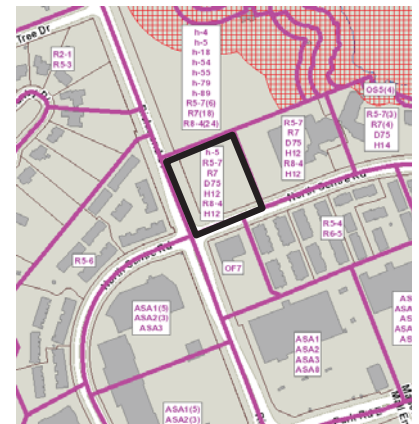 Tree Dr
R2-1
R5-3
h-4
h-5
h-18
h-54
h-55
h-79
h-89
R5-7(6)
R7(18)
R8-4(24)
OS5(4)
R5-7(3)
R7(4)
D75
H14
R5-7
R7
D75
H12
R8-4
H12
h-5
R5-7
R7
D75
H12
R8-4
H12
North Centre Rd
R5-4
R6-5
R5-6
North Centre Rd
OF7
ASA1(5)
ASA2(3)
ASA3
ASA1
ASA2
ASA3
ASA8
ASA1(5)
ASA2(3)